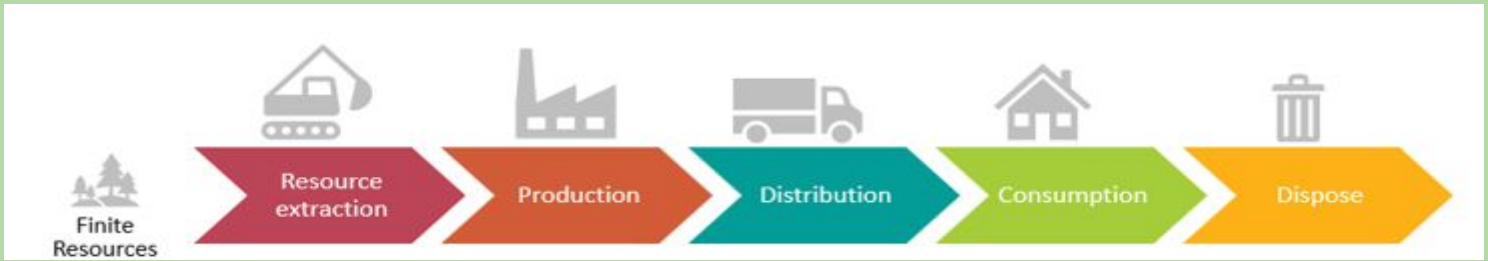 Finite
Resources
Resource
extraction
Production
Distribution
Consumption
Dispose